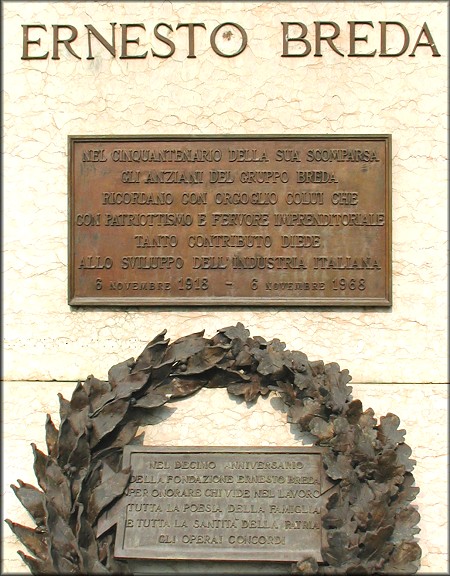 ERNESTO BREDA
NEL CINQUANTENARIO DELLA SUA SCOMPARSA
GLI ANZIANI DEL GRUPPO BREDA
RICORDANO CON ORGOGLIO COLUI CHE
CON PATRIOTTISMO E FERVORE IMPRENDITORIALE
TANTO CONTRIBUTO DIEDE
ALLO SVILUPPO DELL'INDUSTRIA ITALIANA
6 NOVEMBRE 1918 - 6 NOVEMBRE 1968
NEL DECIMO ANNIVERSARIO
DELLA FONDAZIONE ERNESTO BREDA
PER ONORARE CHI VIDE NEL LAVORO
TUTTA LA POESIA DELLA FAMIGLIA
E TUTTA LA SANTITÀ DELLA PATRIA
GLI OPERAI CONCORDI